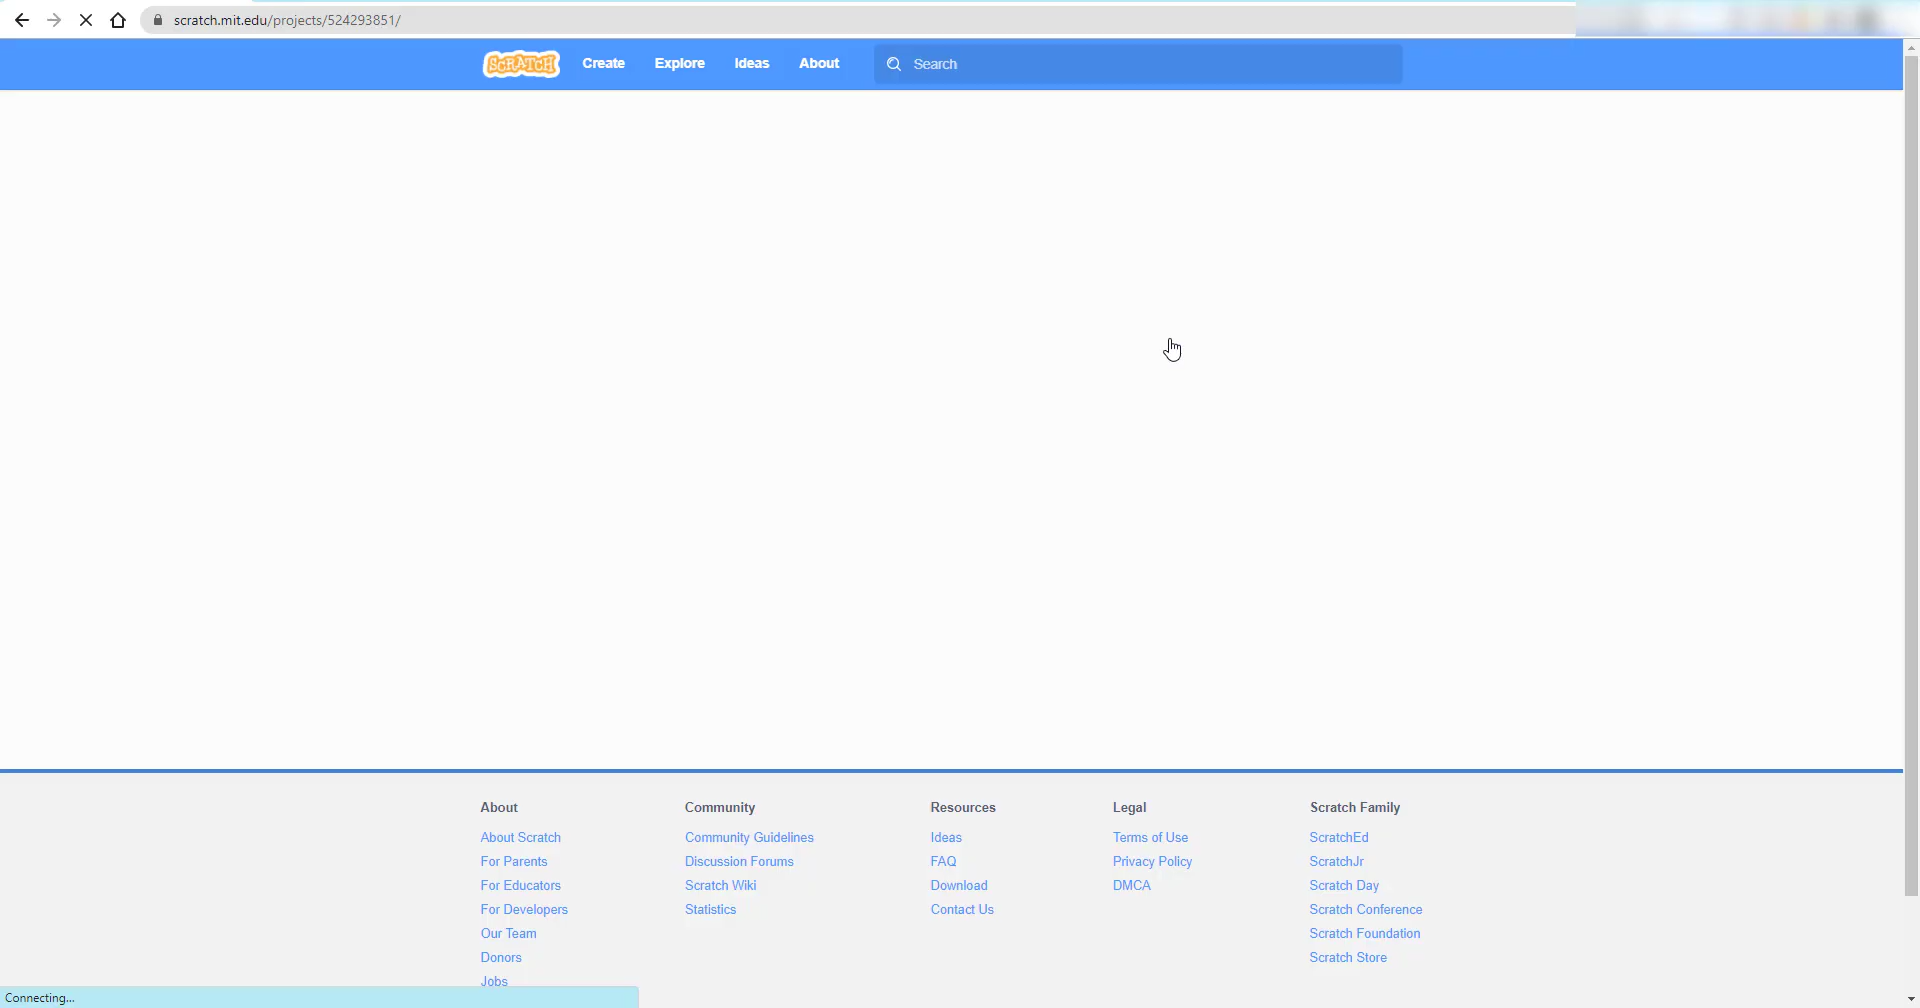 scratch.mit.edu/projects/524293851/
SCRATCH Create Explore Ideas About Search
About
About Scratch
For Parents
For Educators
For Developers
Our Team
Donors
Jobs
Community
Community Guidelines
Discussion Forums
Scratch Wiki
Statistics
Resources
Ideas
FAQ
Download
Contact Us
Legal
Terms of Use
Privacy Policy
DMCA
Scratch Family
ScratchEd
ScratchJr
Scratch Day
Scratch Conference
Scratch Foundation
Scratch Store
Connecting...